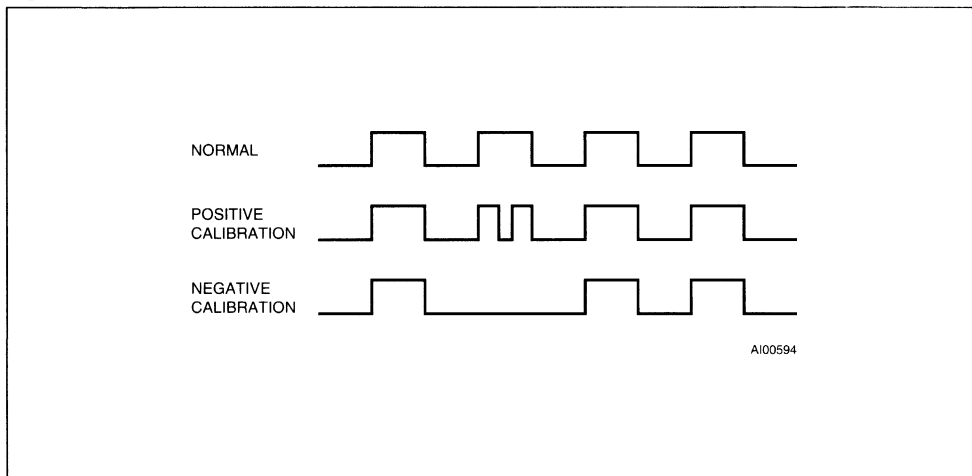 NORMAL
POSITIVE
CALIBRATION
NEGATIVE
CALIBRATION
AI00594